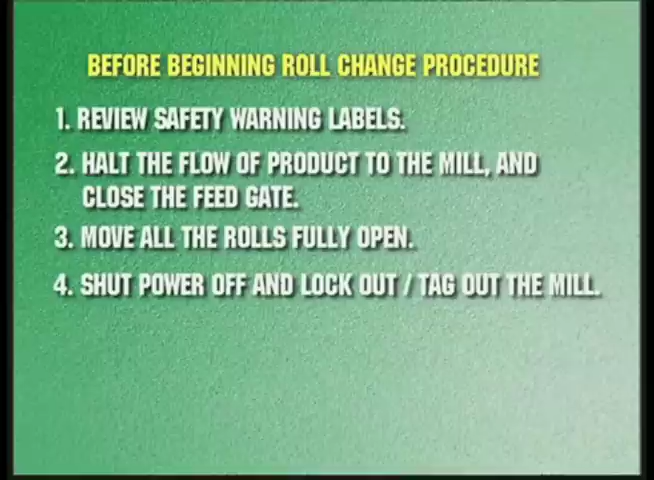 BEFORE BEGINNING ROLL CHANGE PROCEDURE
1. REVIEW SAFETY WARNING LABELS.
2. HALT THE FLOW OF PRODUCT TO THE MILL, AND
CLOSE THE FEED GATE.
3. MOVE ALL THE ROLLS FULLY OPEN.
4. SHUT POWER OFF AND LOCK OUT / TAG OUT THE MILL.